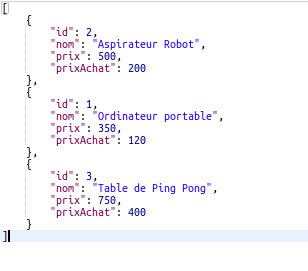 [
    {
        "id": 2,
        "nom": "Aspirateur Robot",
        "prix": 500,
        "prixAchat": 200
    },
    {
        "id": 1,
        "nom": "Ordinateur portable",
        "prix": 350,
        "prixAchat": 120
    },
    {
        "id": 3,
        "nom": "Table de Ping Pong",
        "prix": 750,
        "prixAchat": 400
    }
]